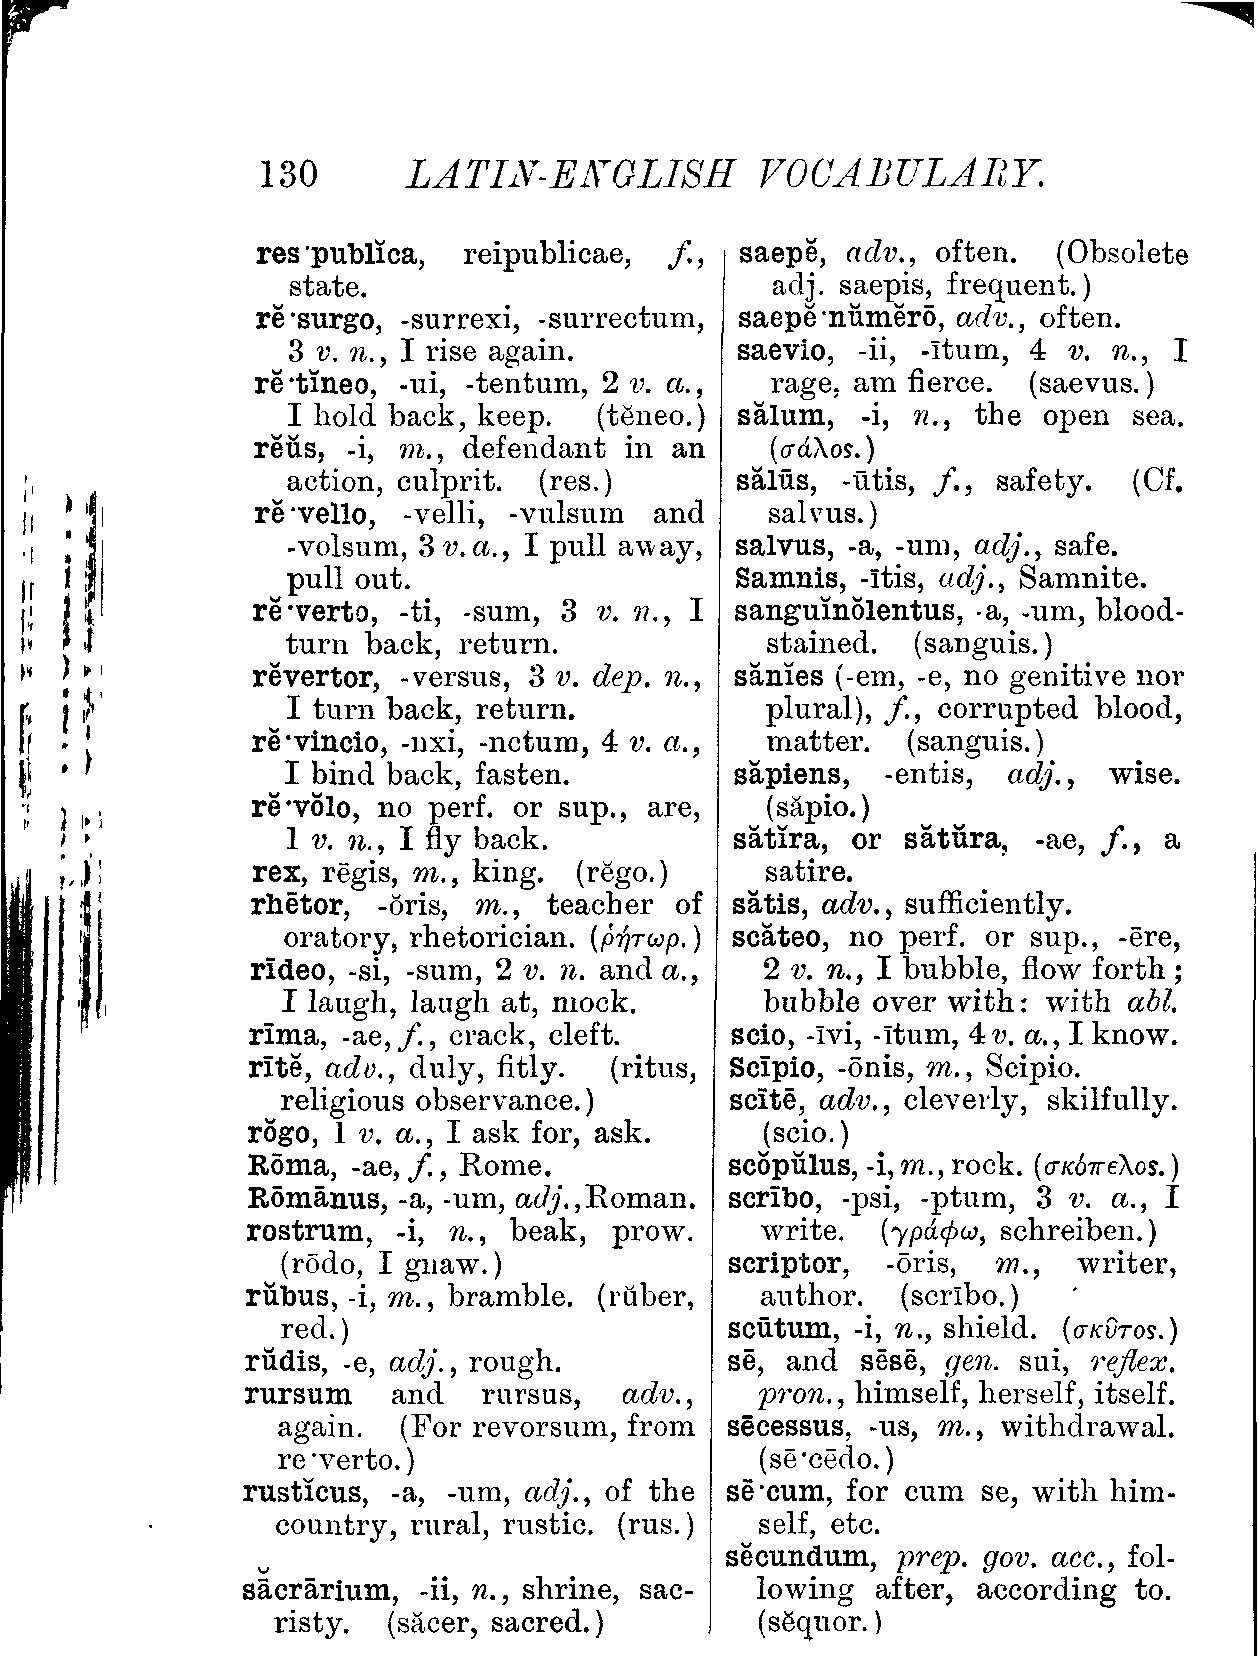 130 LATIN-ENGLISH VOCABULARY.
res·publĭca, reipublicae, f.,
state.
rĕ·surgo, -surrexi, -surrectum,
3 v. n., I rise again.
rĕ·tĭneo, -ui, -tentum, 2 v. a.,
I hold back, keep. (tĕneo.)
rĕŭs, -i, m., defendant in an
action, culprit. (res.)
rĕ·vello, -velli, -vulsum and
-volsum, 3 v. a., I pull away,
pull out.
rĕ·verto, -ti, -sum, 3 v. n., I
turn back, return.
rĕvertor, -versus, 3 v. dep. n.,
I turn back, return.
rĕ·vincio, -nxi, -nctum, 4 v. a.,
I bind back, fasten.
rĕ·vŏlo, no perf. or sup., are,
1 v. n., I fly back.
rex, rēgis, m., king. (rĕgo.)
rhētor, -ŏris, m., teacher of
oratory, rhetorician. (ῥήτωρ.)
rīdeo, -si, -sum, 2 v. n. and a.,
I laugh, laugh at, mock.
rīma, -ae, f., crack, cleft.
rītĕ, adv., duly, fitly. (ritus,
religious observance.)
rŏgo, 1 v. a., I ask for, ask.
Rōma, -ae, f., Rome.
Rōmānus, -a, -um, adj., Roman.
rostrum, -i, n., beak, prow.
(rōdo, I gnaw.)
rŭbus, -i, m., bramble. (rŭber,
red.)
rŭdis, -e, adj., rough.
rursum and rursus, adv.,
again. (For revorsum, from
re·verto.)
rustĭcus, -a, -um, adj., of the
country, rural, rustic. (rus.)
sā̆crārium, -ii, n., shrine, sac-
risty. (săcer, sacred.)
saepĕ, adv., often. (Obsolete
adj. saepis, frequent.)
saepĕ·nŭmĕrō, adv., often.
saevio, -ii, -ītum, 4 v. n., I
rage, am fierce. (saevus.)
sălum, -i, n., the open sea.
(σάλος.)
sălūs, -ūtis, f., safety. (Cf.
salvus.)
salvus, -a, -um, adj., safe.
Samnis, -ītis, adj., Samnite.
sanguĭnŏlentus, -a, -um, blood-
stained. (sanguis.)
sănĭes (-em, -e, no genitive nor
plural), f., corrupted blood,
matter. (sanguis.)
săpiens, -entis, adj., wise.
(săpio.)
sătĭra, or sătŭra, -ae, f., a
satire.
sătis, adv., sufficiently.
scăteo, no perf. or sup., -ēre,
2 v. n., I bubble, flow forth;
bubble over with: with abl.
scio, -īvi, -ītum, 4 v. a., I know.
Scīpio, -ōnis, m., Scipio.
scītē, adv., cleverly, skilfully.
(scio.)
scŏpŭlus, -i, m., rock. (σκόπελος.)
scrībo, -psi, -ptum, 3 v. a., I
write. (γράφω, schreiben.)
scriptor, -ōris, m., writer,
author. (scrībo.)
scūtum, -i, n., shield. (σκῦτος.)
sē, and sēsē, gen. sui, reflex.
pron., himself, herself, itself.
sēcessus, -us, m., withdrawal.
(sē·cēdo.)
sē·cum, for cum se, with him-
self, etc.
sĕcundum, prep. gov. acc., fol-
lowing after, according to.
(sĕquor.)